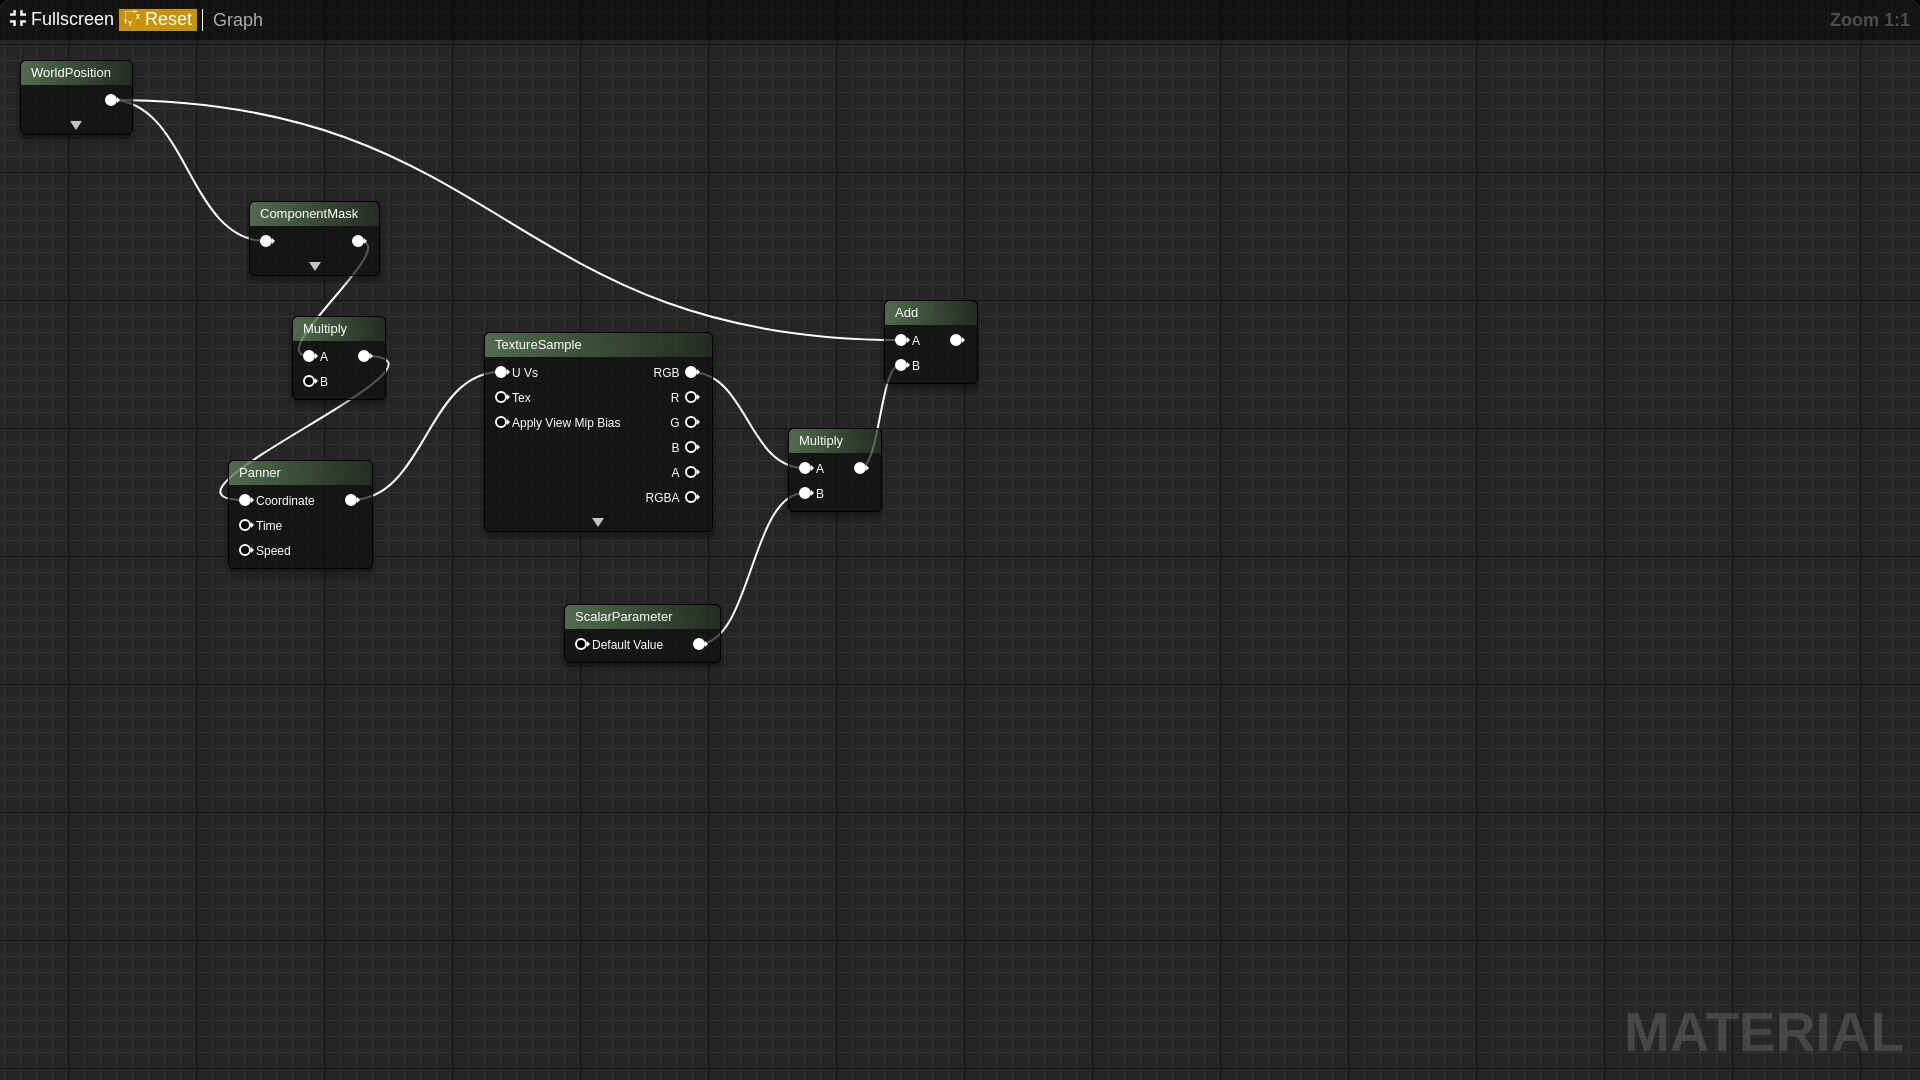 Fullscreen Reset Graph Zoom 1:1
WorldPosition
ComponentMask
Multiply
A
B
Panner
Coordinate
Time
Speed
TextureSample
U Vs RGB
Tex R
Apply View Mip Bias G
B
A
RGBA
ScalarParameter
Default Value
Multiply
A
B
Add
A
B
MATERIAL